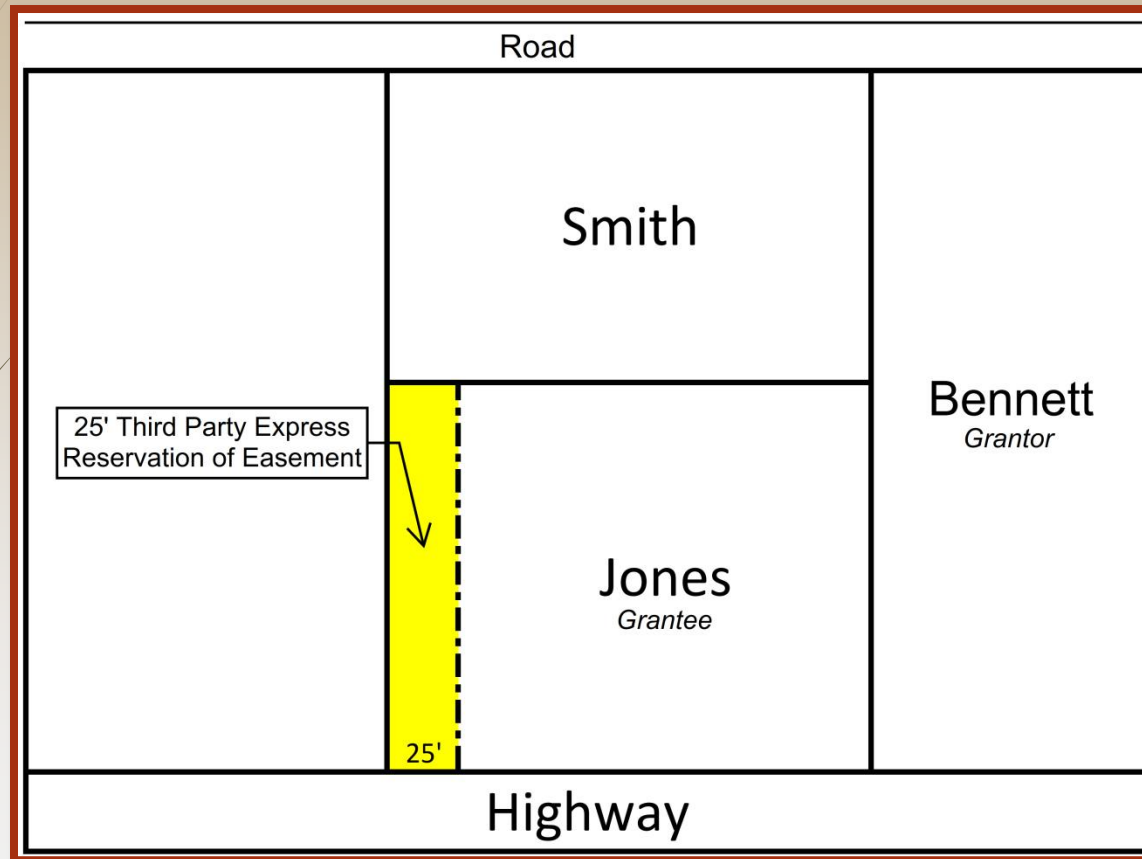 Road
Smith
25' Third Party Express
Reservation of Easement
Bennett
Grantor
Jones
Grantee
25'
Highway